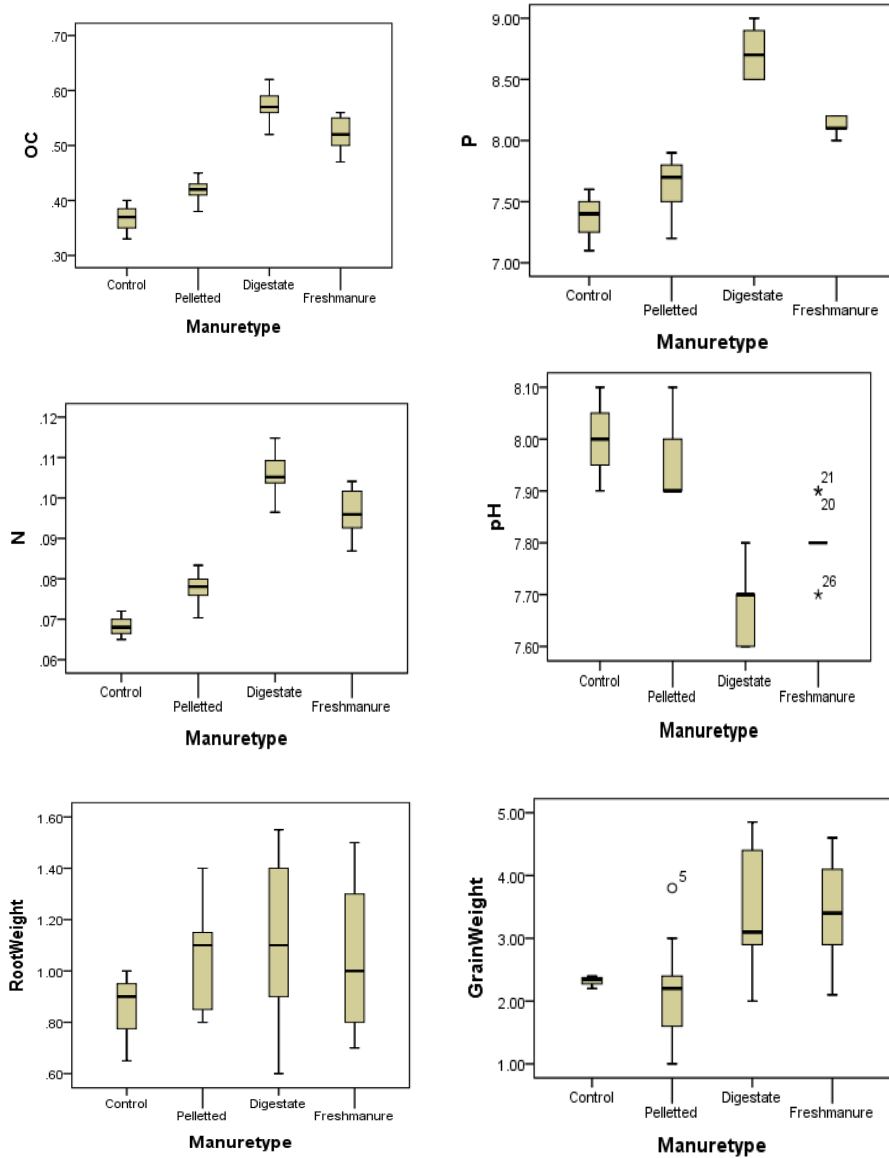 OC
.70
.60
.50
.40
.30
Control
Pelletted
Digestate
Freshmanure
Manuretype
P
9.00
8.50
8.00
7.50
7.00
Control
Pelletted
Digestate
Freshmanure
Manuretype
N
.12
.11
.10
.09
.08
.07
.06
Control
Pelletted
Digestate
Freshmanure
Manuretype
pH
8.10
8.00
7.90
7.80
7.70
7.60
21
20
26
Control
Pelletted
Digestate
Freshmanure
Manuretype
RootWeight
1.60
1.40
1.20
1.00
.80
.60
Control
Pelletted
Digestate
Freshmanure
Manuretype
GrainWeight
5.00
4.00
3.00
2.00
1.00
5
Control
Pelletted
Digestate
Freshmanure
Manuretype